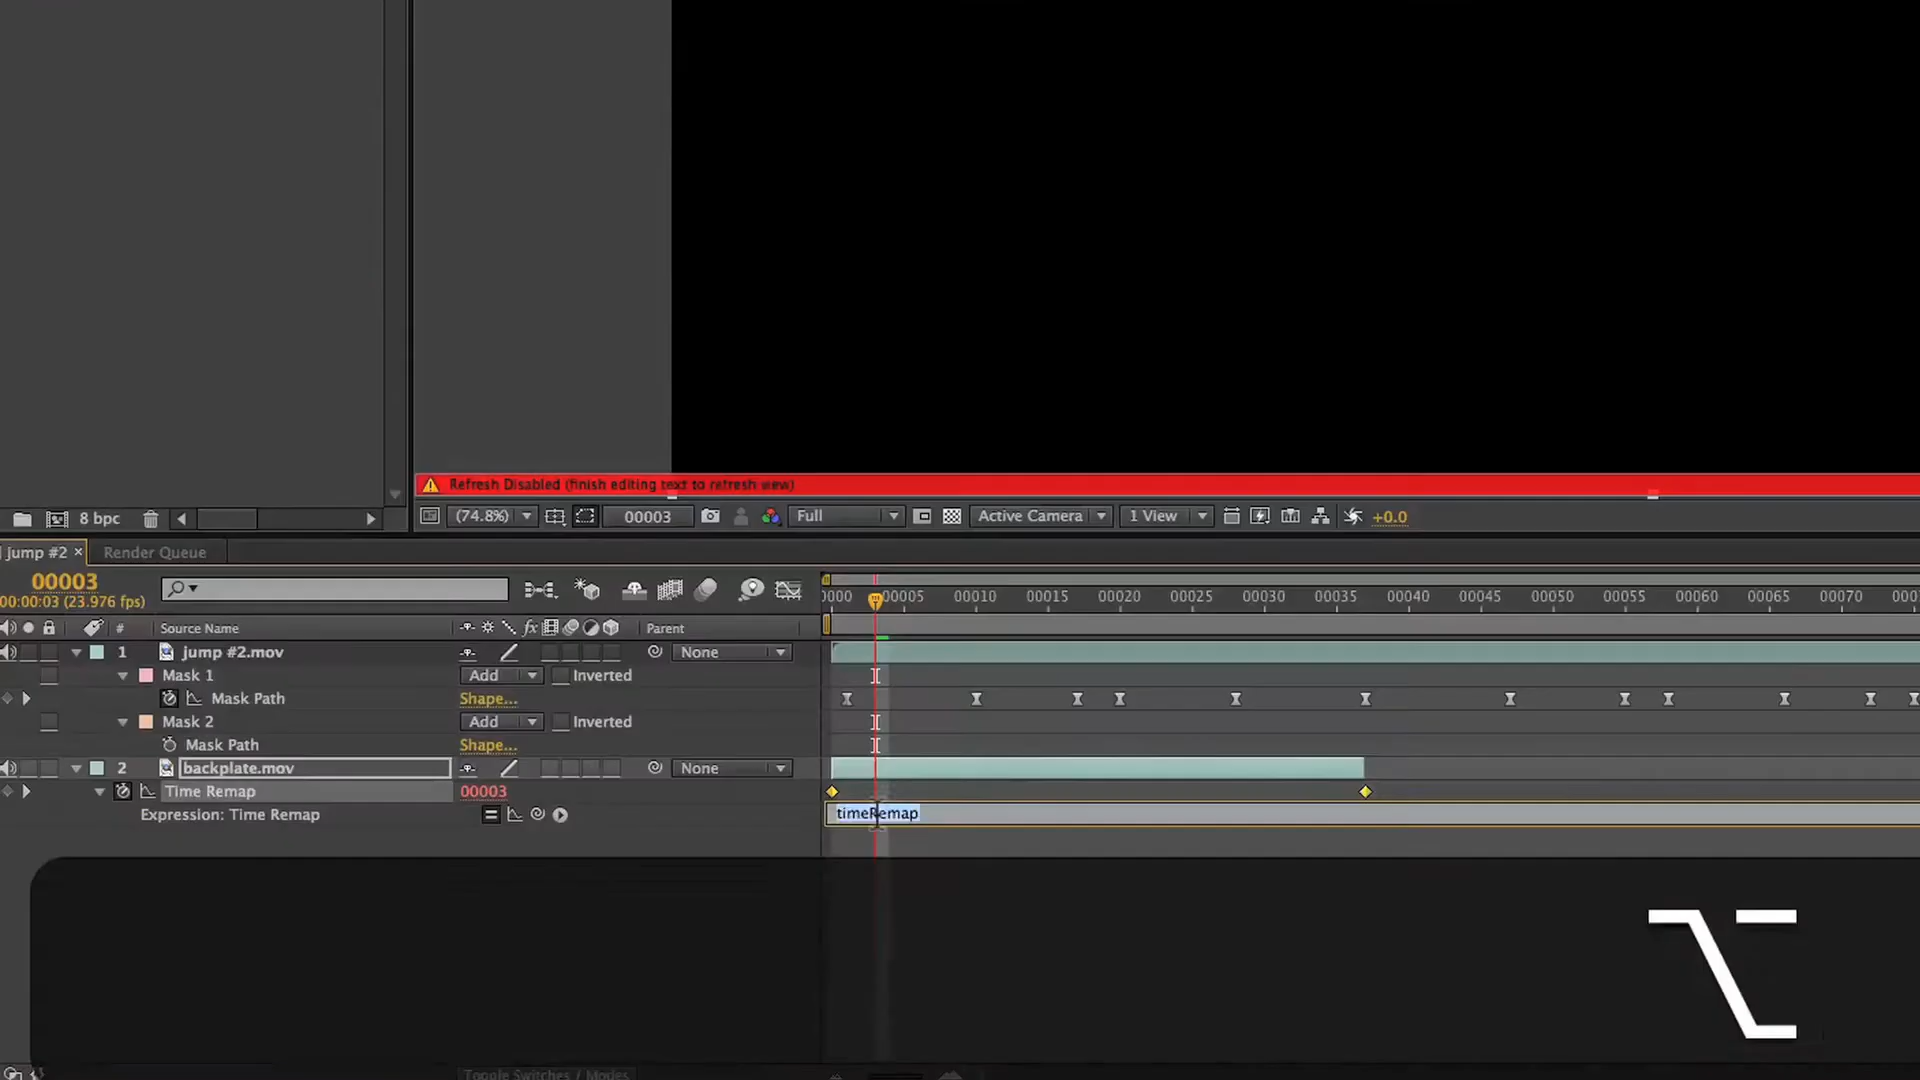 Refresh Disabled (finish editing text to refresh view)
8 bpc
(74.8%)
00003
Full
Active Camera
1 View
+0.0
jump #2 ×
Render Queue
00003
00:00:03 (23.976 fps)
0000 00005 00010 00015 00020 00025 00030 00035 00040 00045 00050 00055 00060 00065 00070
# Source Name fx Parent
1 jump #2.mov None
Mask 1 Add Inverted
Mask Path Shape...
Mask 2 Add Inverted
Mask Path Shape...
2 backplate.mov None
Time Remap 00003
Expression: Time Remap = timeRemap
Toggle Switches / Modes